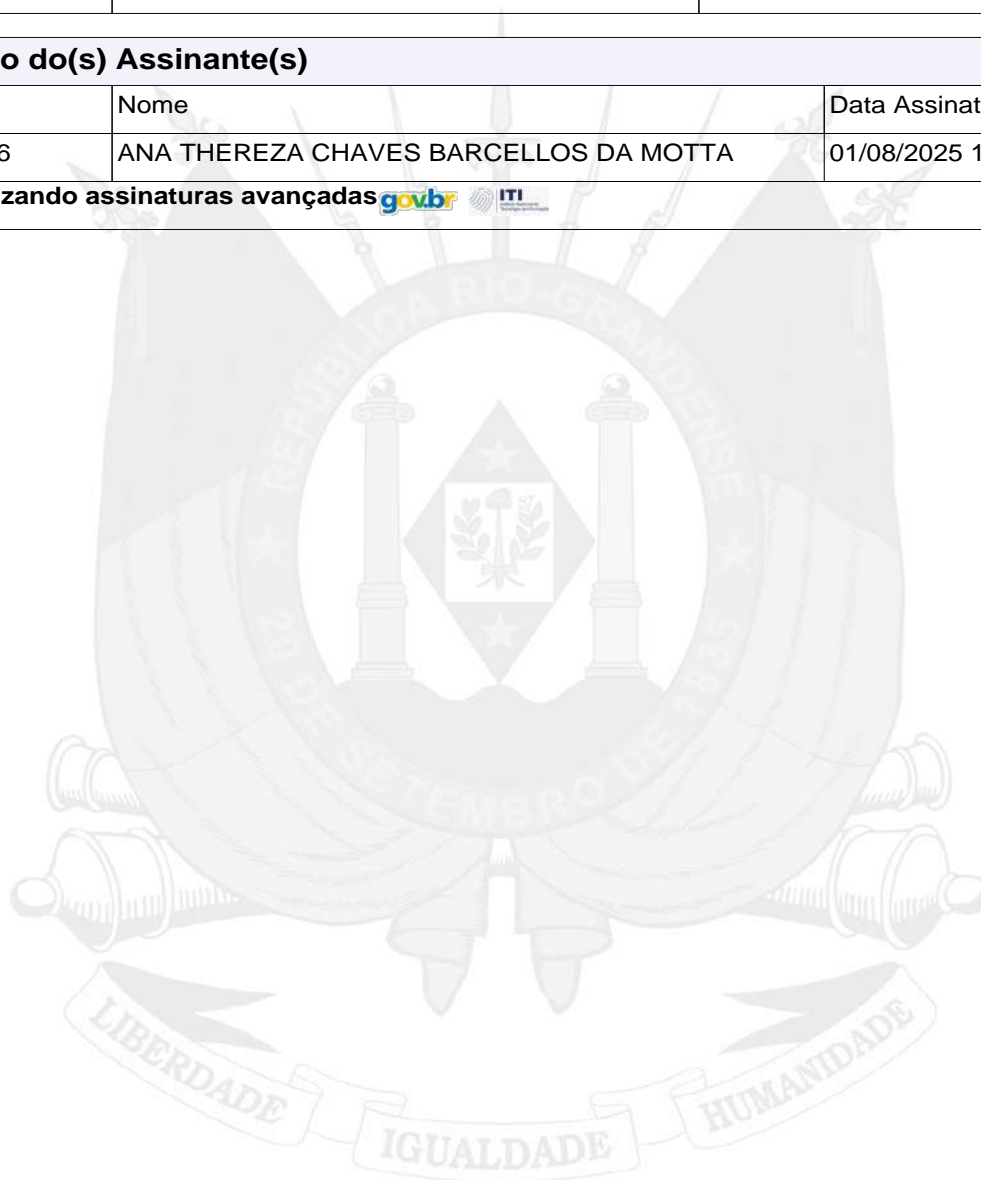 o do(s) Assinante(s)
Nome Data Assinat
6 ANA THEREZA CHAVES BARCELLOS DA MOTTA 01/08/2025 1
zando assinaturas avançadas gov.br ITI
REPÚBLICA RIO-GRANDENSE
20 DE SETEMBRO DE 1835
LIBERDADE IGUALDADE HUMANIDADE